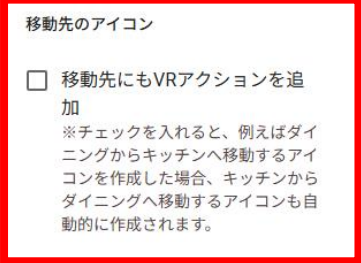 移動先のアイコン
移動先にもVRアクションを追
加
※チェックを入れると、例えばダイ
ニングからキッチンへ移動するアイ
コンを作成した場合、キッチンから
ダイニングへ移動するアイコンも自
動的に作成されます。